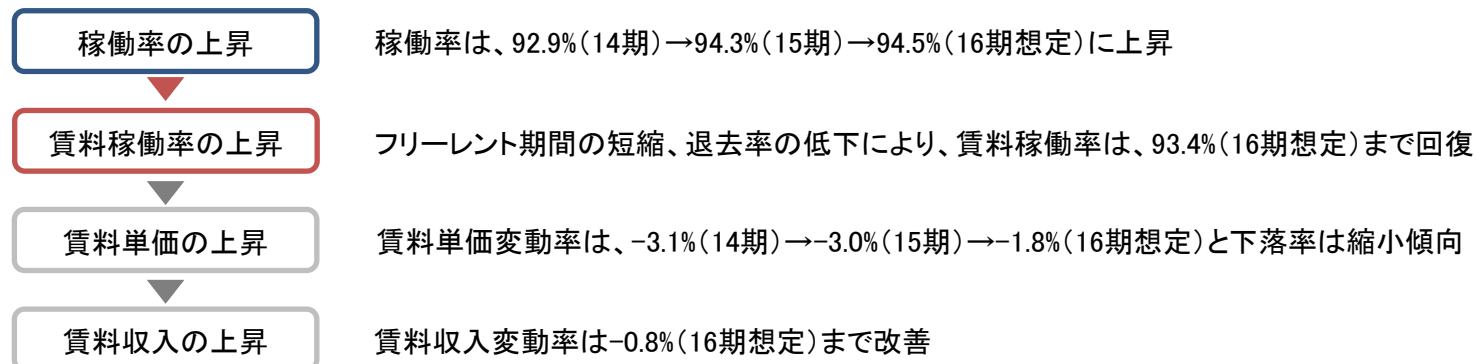 稼働率の上昇
稼働率は、92.9%（14期）→94.3%（15期）→94.5%（16期想定）に上昇
賃料稼働率の上昇
フリーレント期間の短縮、退去率の低下により、賃料稼働率は、93.4%（16期想定）まで回復
賃料単価の上昇
賃料単価変動率は、-3.1%（14期）→-3.0%（15期）→-1.8%（16期想定）と下落率は縮小傾向
賃料収入の上昇
賃料収入変動率は-0.8%（16期想定）まで改善